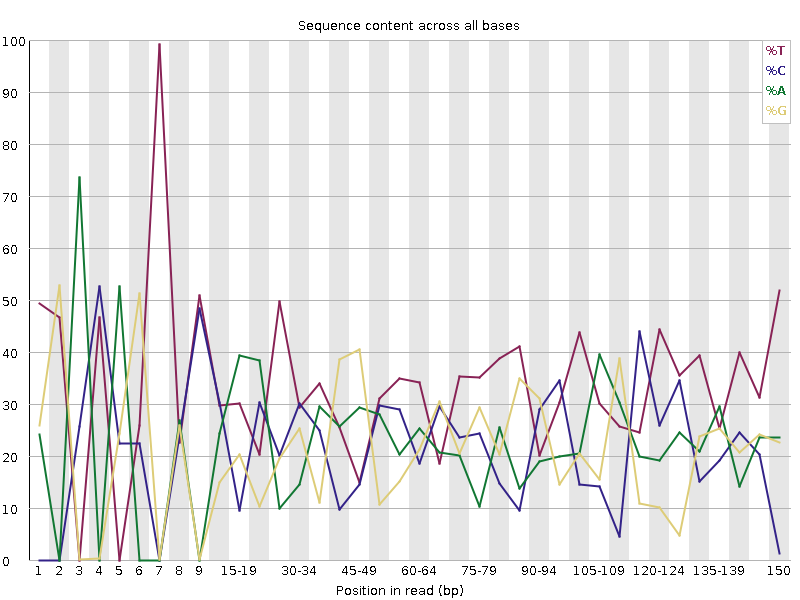 Sequence content across all bases
100
90
80
70
60
50
40
30
20
10
0
%T
%C
%A
%G
1 2 3 4 5 6 7 8 9 15-19 30-34 45-49 60-64 75-79 90-94 105-109 120-124 135-139 150
Position in read (bp)